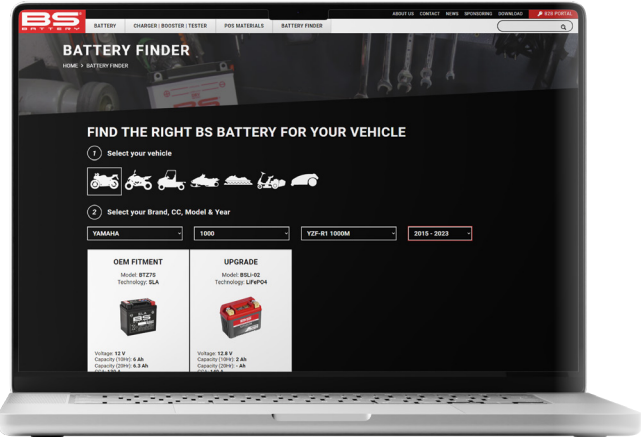 ABOUT US CONTACT NEWS SPONSORING DOWNLOAD B2B PORTAL
BS
BATTERY
BATTERY CHARGER | BOOSTER | TESTER POS MATERIALS BATTERY FINDER
BATTERY FINDER
HOME > BATTERY FINDER
FIND THE RIGHT BS BATTERY FOR YOUR VEHICLE
1 Select your vehicle
2 Select your Brand, CC, Model & Year
YAMAHA 1000 YZF-R1 1000M 2015 - 2023
OEM FITMENT UPGRADE
Model: BTZ7S Model: BSLi-02
Technology: SLA Technology: LiFePO4
BS
Voltage: 12 V Voltage: 12.8 V
Capacity (10Hr): 6 Ah Capacity (10Hr): 2 Ah
Capacity (20Hr): 6.3 Ah Capacity (20Hr): - Ah